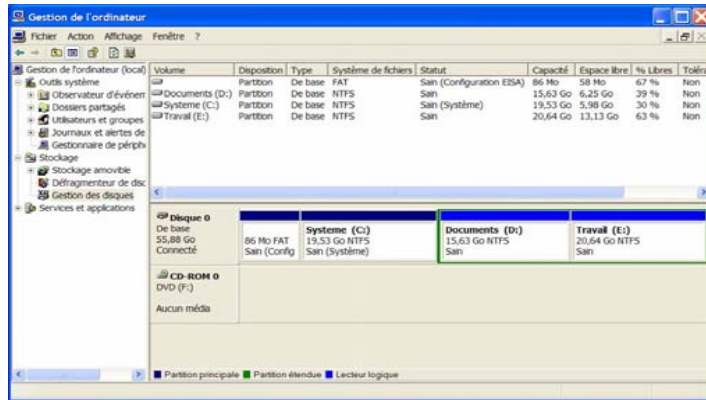 Gestion de l'ordinateur
Fichier Action Affichage Fenêtre ?
Gestion de l'ordinateur (local)
Outils système
Observateur d'événem
Dossiers partagés
Utilisateurs et groupes
Journaux et alertes de
Gestionnaire de périph
Stockage
Stockage amovible
Défragmenteur de disc
Gestion des disques
Services et applications
Volume Disposition Type Système de fichiers Statut Capacité Espace libre % Libres Toléra
Partition De base FAT Sain (Configuration EISA) 86 Mo 58 Mo 67 % Non
Documents (D:) Partition De base NTFS Sain 15,63 Go 6,25 Go 39 % Non
Systeme (C:) Partition De base NTFS Sain (Système) 19,53 Go 5,98 Go 30 % Non
Travail (E:) Partition De base NTFS Sain 20,64 Go 13,13 Go 63 % Non
Disque 0
De base
55,88 Go
Connecté
86 Mo FAT
Sain (Config
Systeme (C:)
19,53 Go NTFS
Sain (Système)
Documents (D:)
15,63 Go NTFS
Sain
Travail (E:)
20,64 Go NTFS
Sain
CD-ROM 0
DVD (F:)
Aucun média
Partition principale Partition étendue Lecteur logique